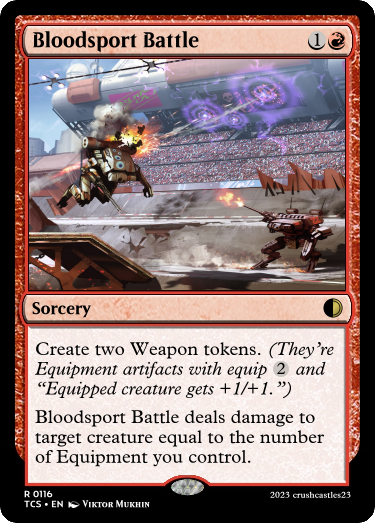 Bloodsport Battle 1
Sorcery
Create two Weapon tokens. (They’re
Equipment artifacts with equip 2 and
“Equipped creature gets +1/+1.”)
Bloodsport Battle deals damage to
target creature equal to the number
of Equipment you control.
R 0116
TCS • EN Viktor Mukhin
2023 crushcastles23